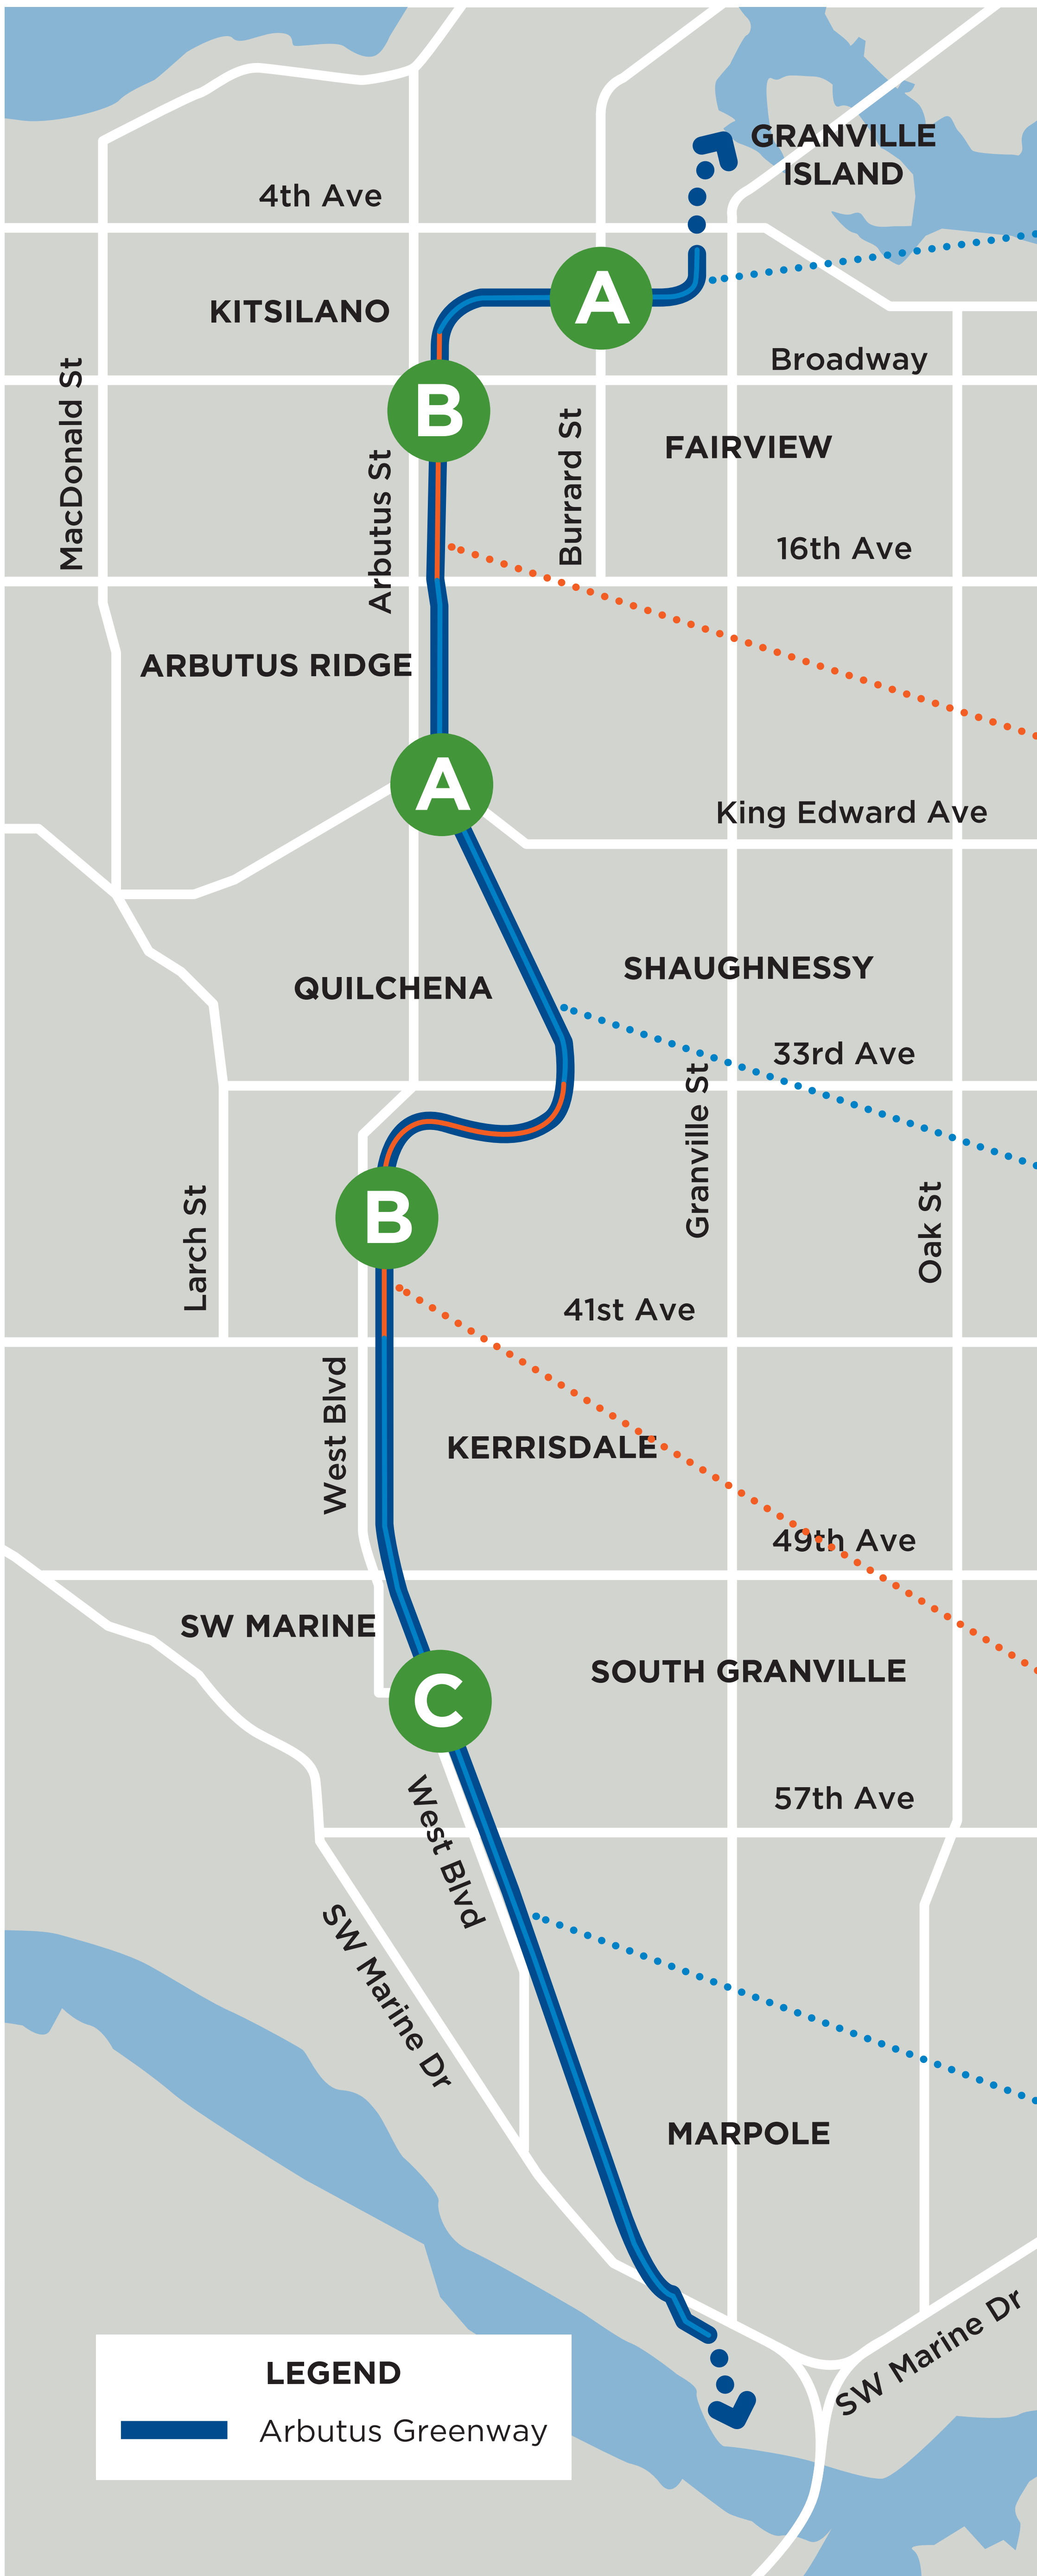 GRANVILLE
ISLAND
4th Ave
A
KITSILANO
Broadway
MacDonald St
B
Burrard St
FAIRVIEW
Arbutus St
16th Ave
ARBUTUS RIDGE
A
King Edward Ave
SHAUGHNESSY
QUILCHENA
33rd Ave
Granville St
B
Larch St
Oak St
41st Ave
West Blvd
KERRISDALE
49th Ave
SW MARINE
SOUTH GRANVILLE
C
57th Ave
West Blvd
SW Marine Dr
MARPOLE
SW Marine Dr
LEGEND
Arbutus Greenway